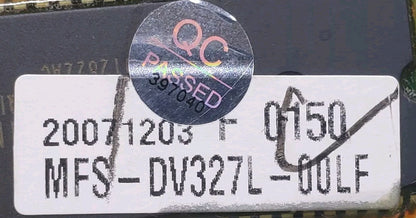 QC
PASSED
397040
20071203 F 0150
MFS-DV327L-00LF